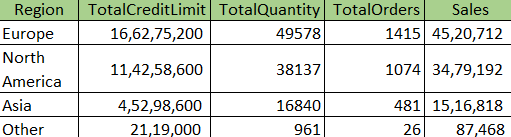 Region TotalCreditLimit TotalQuantity TotalOrders Sales
Europe 16,62,75,200 49578 1415 45,20,712
North
America 11,42,58,600 38137 1074 34,79,192
Asia 4,52,98,600 16840 481 15,16,818
Other 21,19,000 961 26 87,468